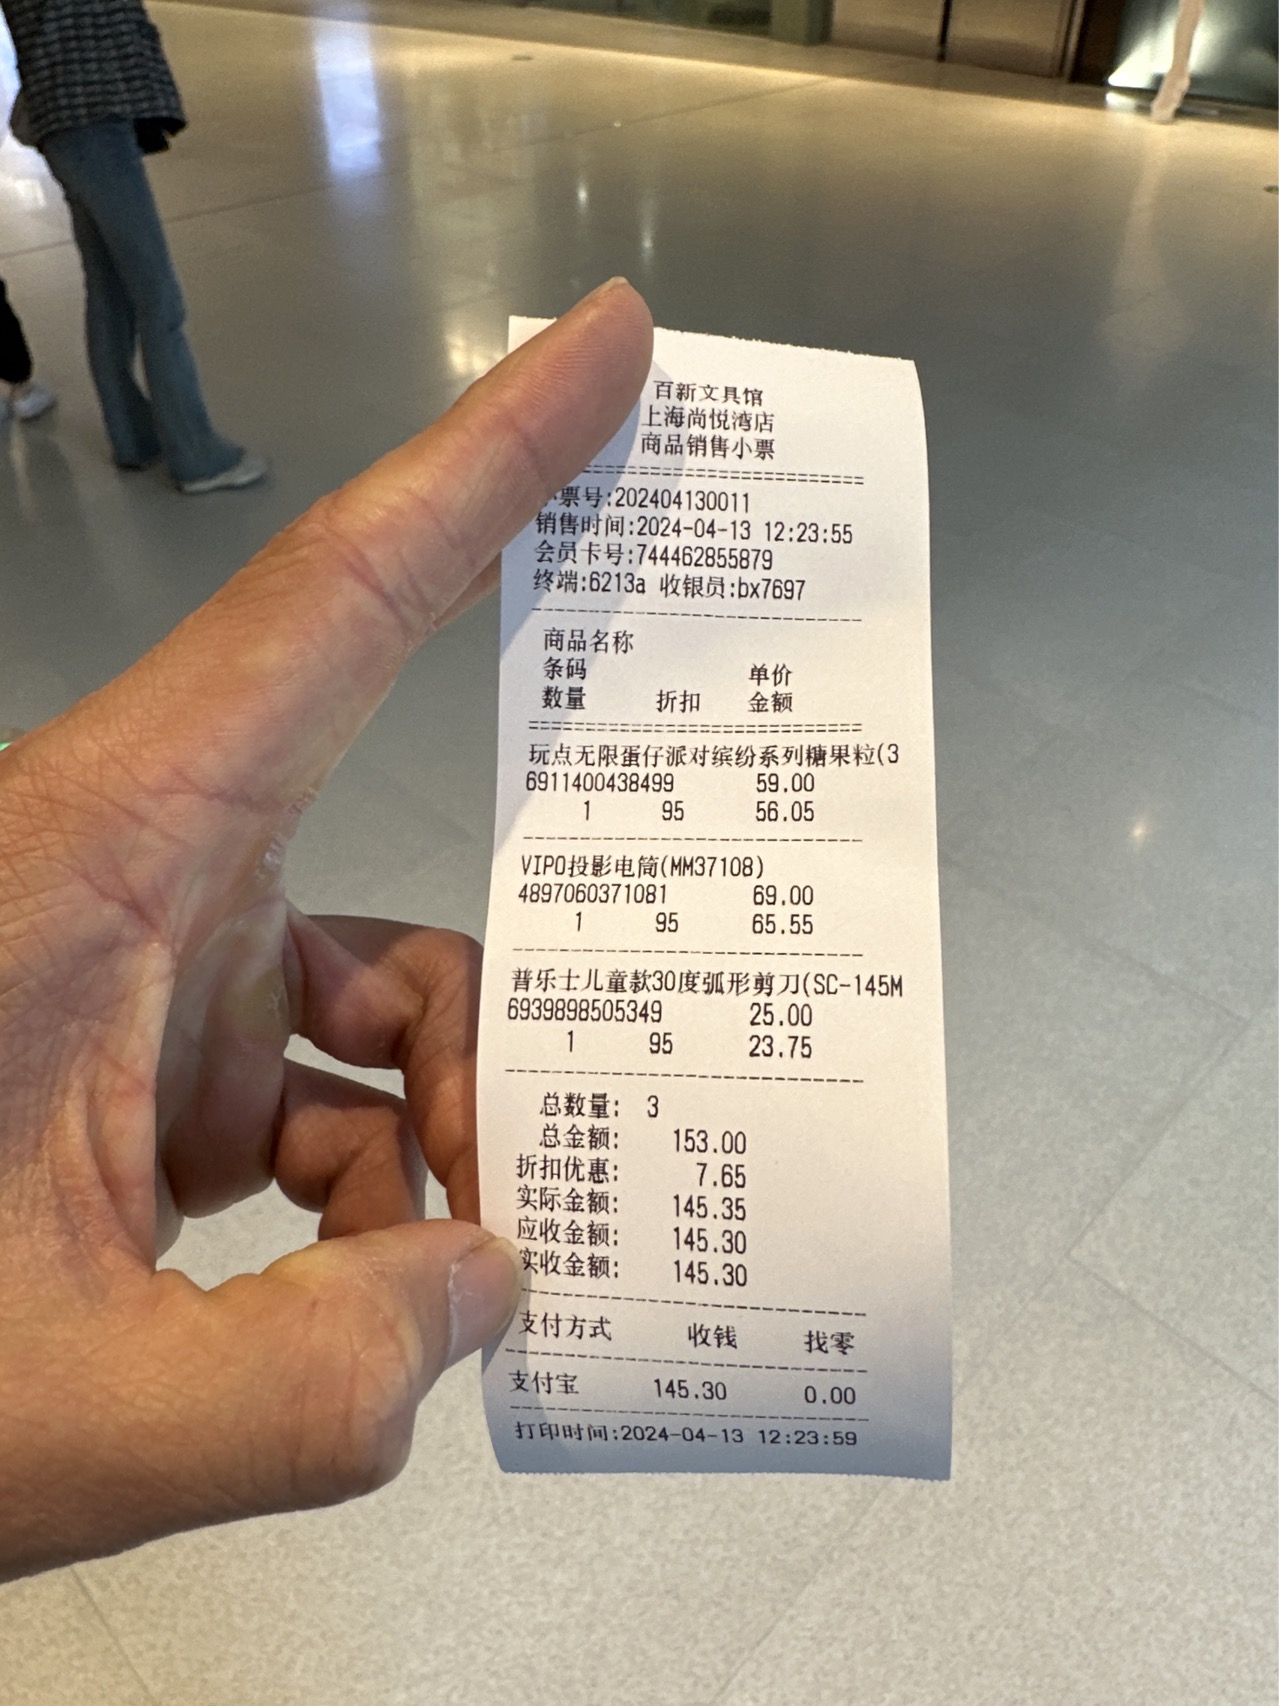 百新文具馆
上海尚悦湾店
商品销售小票
===============================
小票号:202404130011
销售时间:2024-04-13 12:23:55
会员卡号:744462855879
终端:6213a 收银员:bx7697
-------------------------------
商品名称
条码 单价
数量 折扣 金额
===============================
玩点无限蛋仔派对缤纷系列糖果粒(3
6911400438499 59.00
1 95 56.05
-------------------------------
VIPO投影电筒(MM37108)
4897060371081 69.00
1 95 65.55
-------------------------------
普乐士儿童款30度弧形剪刀(SC-145M
6939898505349 25.00
1 95 23.75
-------------------------------
总数量: 3
总金额: 153.00
折扣优惠: 7.65
实际金额: 145.35
应收金额: 145.30
实收金额: 145.30
-------------------------------
支付方式 收钱 找零
-------------------------------
支付宝 145.30 0.00
-------------------------------
打印时间:2024-04-13 12:23:59